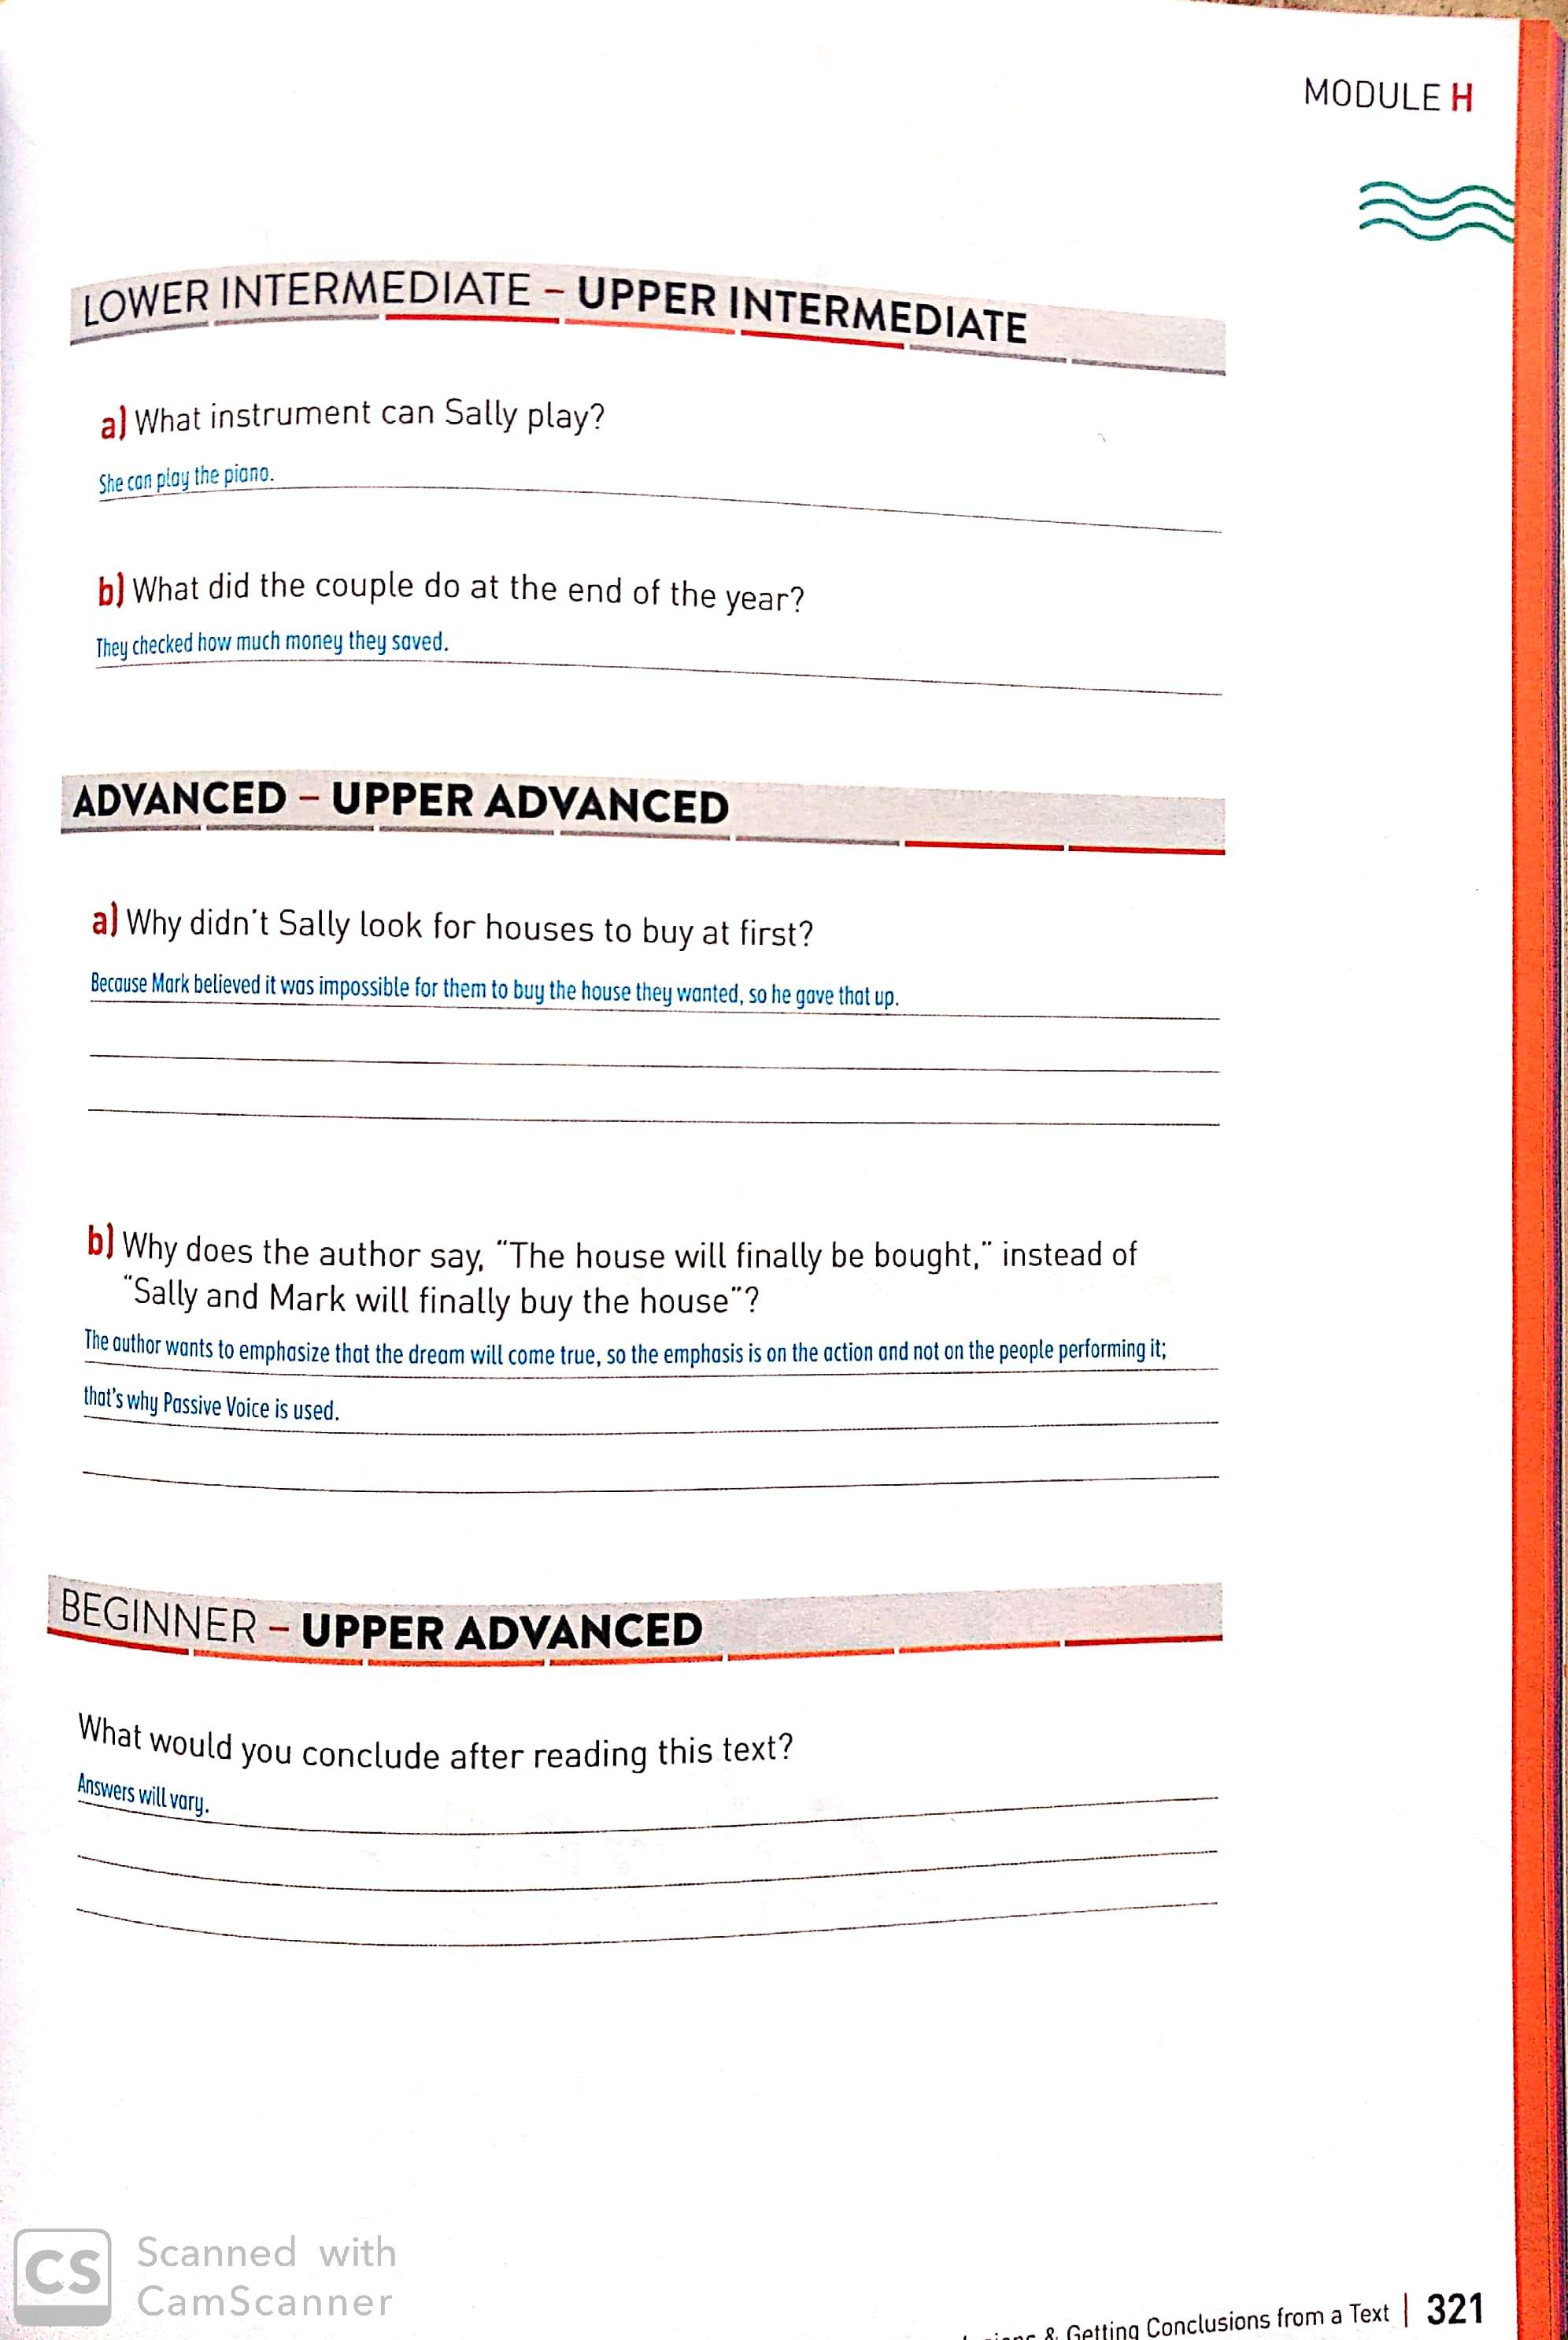 MODULE H
LOWER INTERMEDIATE – UPPER INTERMEDIATE
a) What instrument can Sally play?
She can play the piano.
b) What did the couple do at the end of the year?
They checked how much money they saved.
ADVANCED – UPPER ADVANCED
a) Why didn't Sally look for houses to buy at first?
Because Mark believed it was impossible for them to buy the house they wanted, so he gave that up.
b) Why does the author say, "The house will finally be bought," instead of
"Sally and Mark will finally buy the house"?
The author wants to emphasize that the dream will come true, so the emphasis is on the action and not on the people performing it;
that's why Passive Voice is used.
BEGINNER – UPPER ADVANCED
What would you conclude after reading this text?
Answers will vary.
CS Scanned with
CamScanner
& Getting Conclusions from a Text | 321